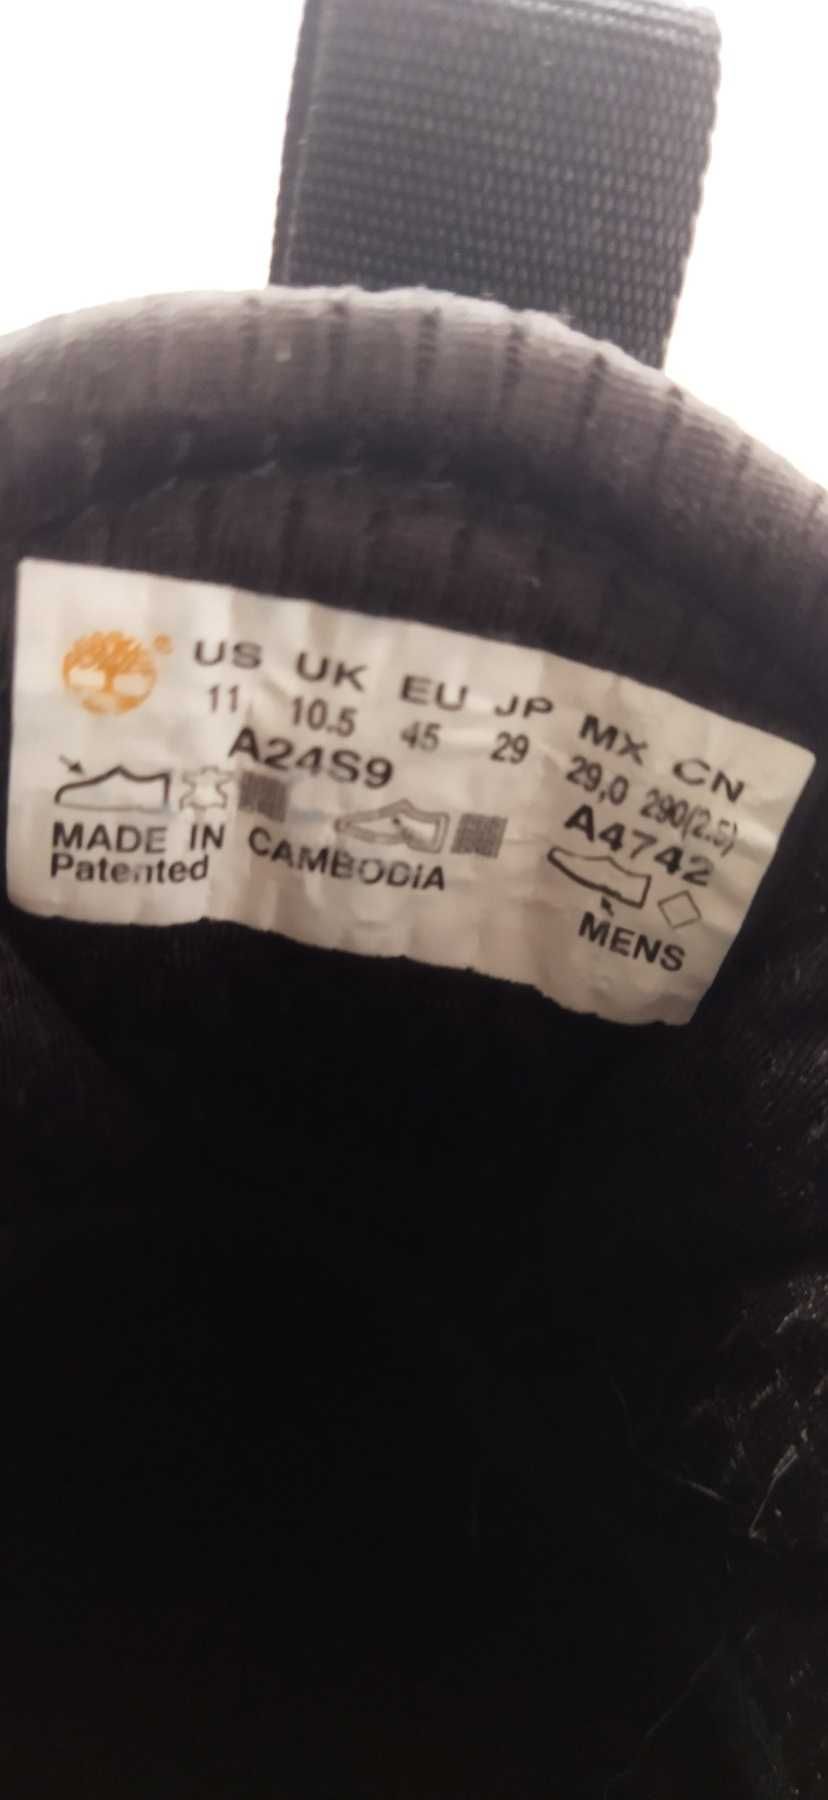 US UK EU JP MX CN
11 10.5 45 29 29,0 290(2.5)
A24S9 A4742
MADE IN CAMBODIA
Patented
MENS